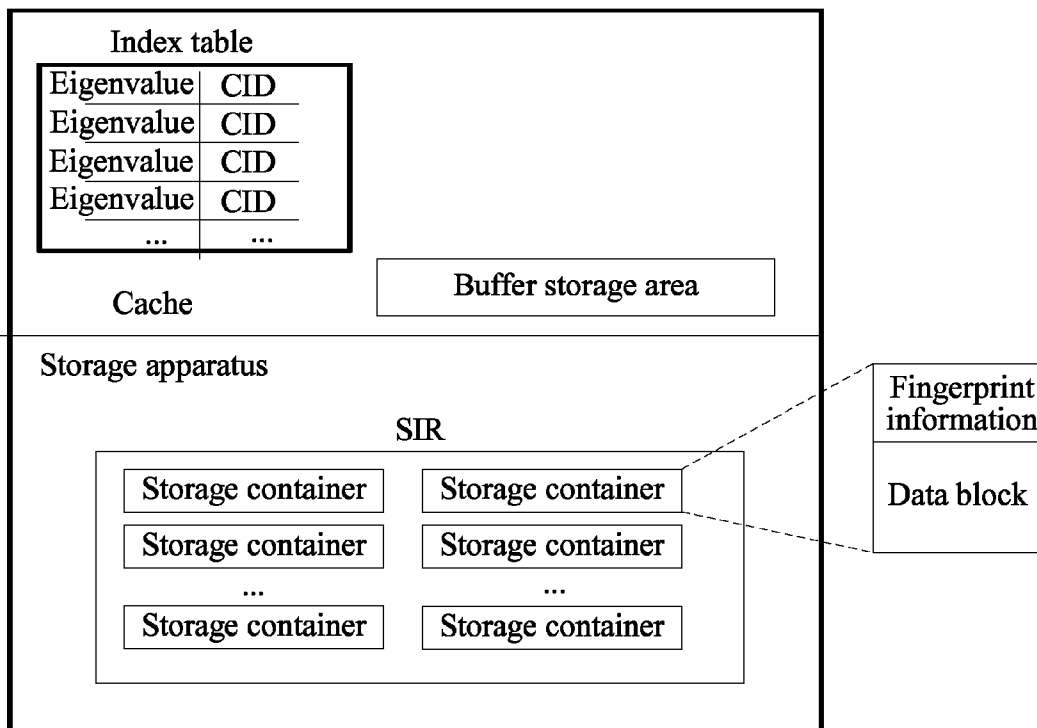 Index table
Eigenvalue CID
Eigenvalue CID
Eigenvalue CID
Eigenvalue CID
... ...
Buffer storage area
Cache
Storage apparatus
Fingerprint
information
Data block
SIR
Storage container Storage container
Storage container Storage container
... ...
Storage container Storage container